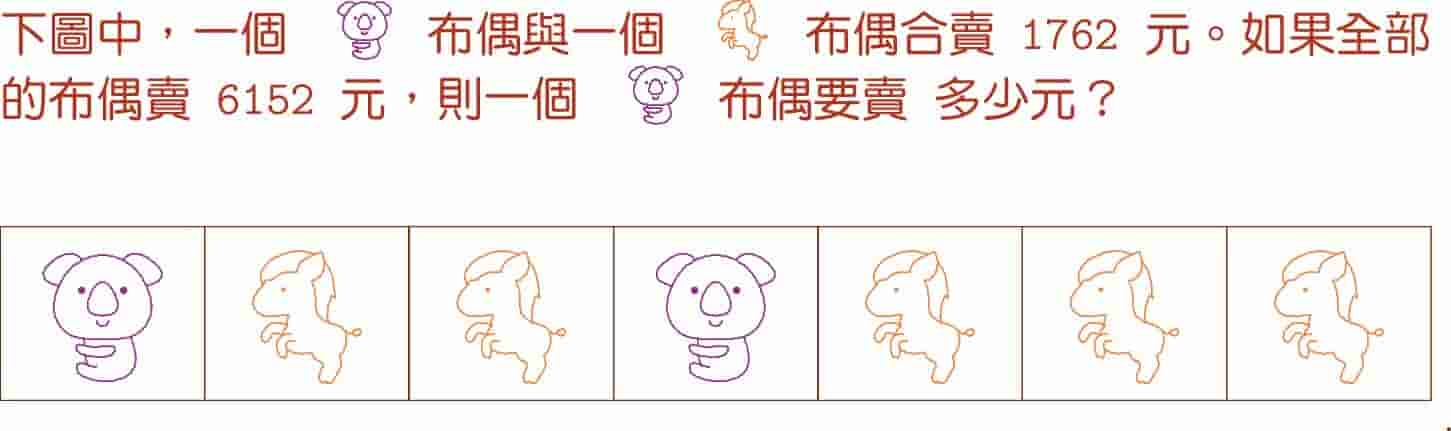 下圖中，一個 布偶與一個 布偶合賣 1762 元。如果全部
的布偶賣 6152 元，則一個 布偶要賣 多少元？